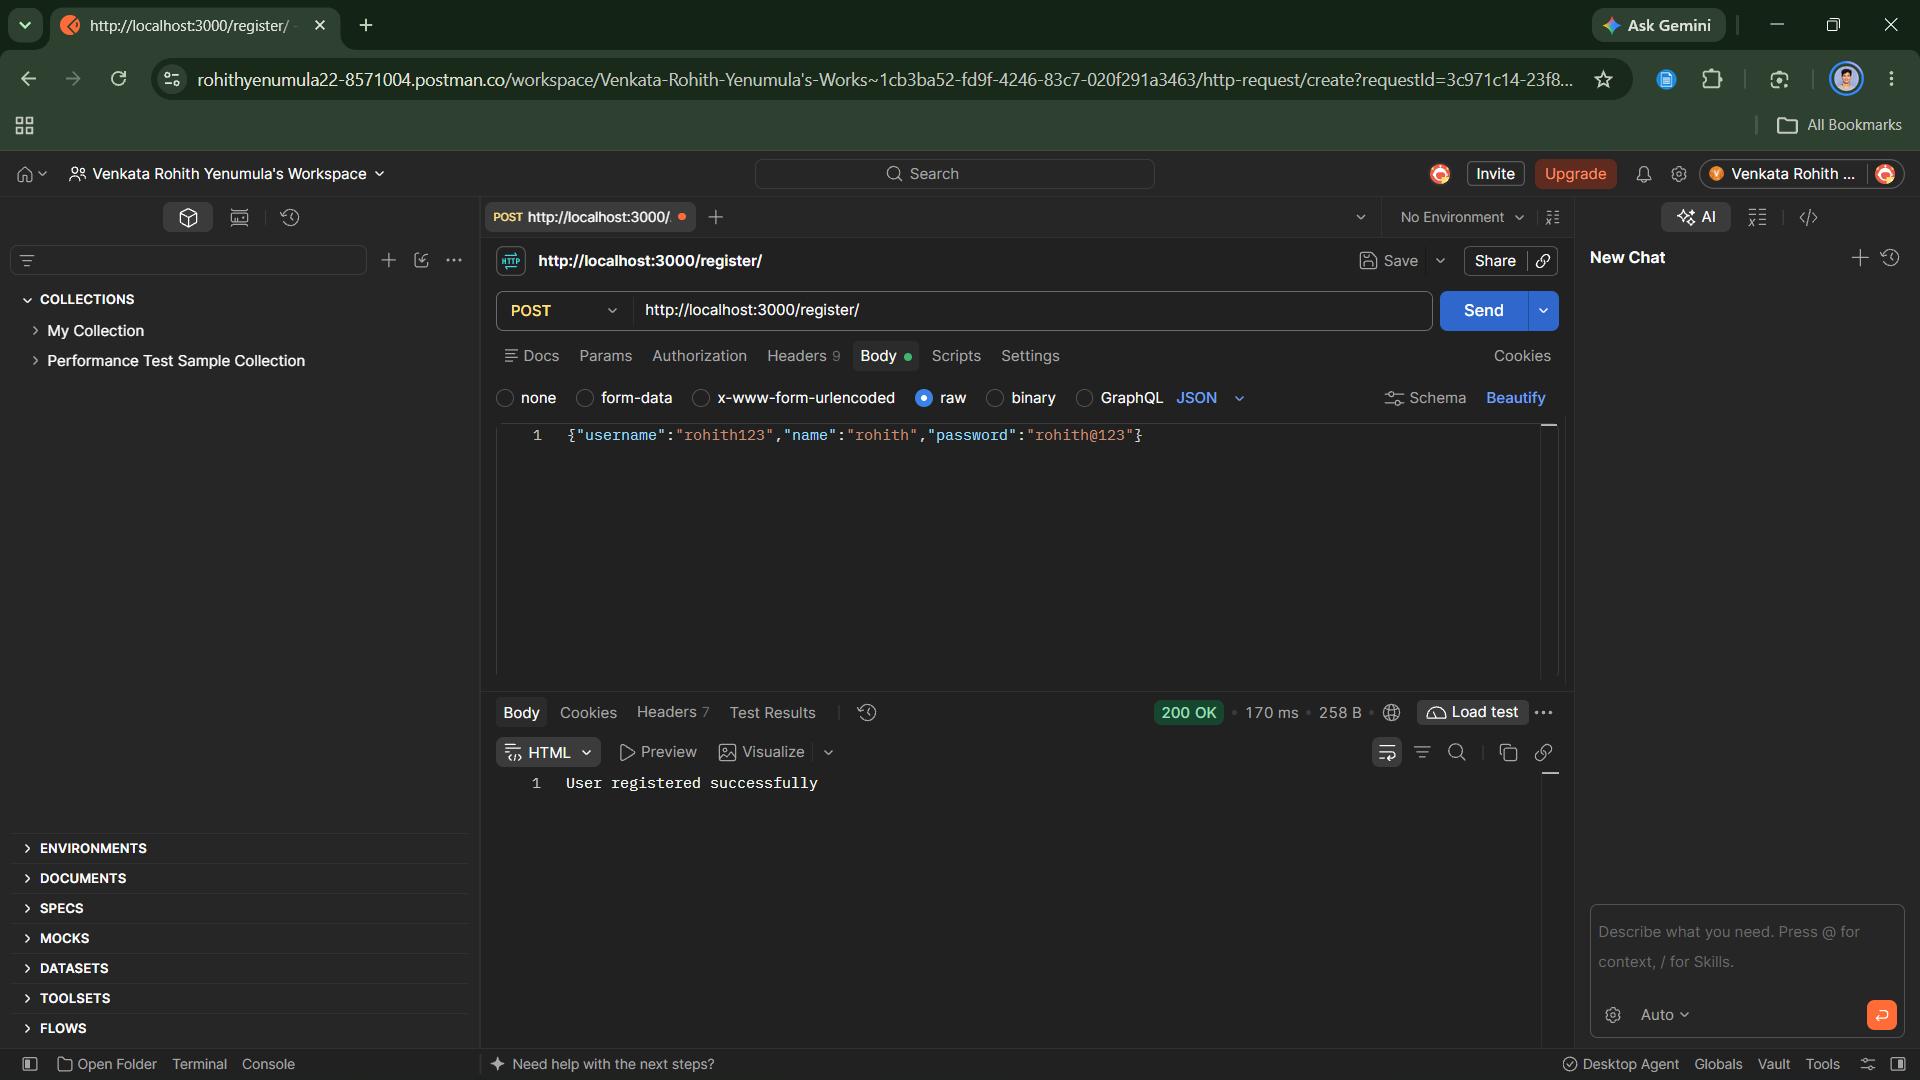 http://localhost:3000/register/
Ask Gemini
rohithyenumula22-8571004.postman.co/workspace/Venkata-Rohith-Yenumula's-Works~1cb3ba52-fd9f-4246-83c7-020f291a3463/http-request/create?requestId=3c971c14-23f8...
All Bookmarks
Venkata Rohith Yenumula's Workspace
Search
Invite
Upgrade
V
Venkata Rohith ...
POST http://localhost:3000/
No Environment
AI
HTTP
http://localhost:3000/register/
Save
Share
New Chat
COLLECTIONS
My Collection
Performance Test Sample Collection
POST
http://localhost:3000/register/
Send
Docs Params Authorization Headers 9 Body Scripts Settings
Cookies
none form-data x-www-form-urlencoded raw binary GraphQL JSON
Schema Beautify
1 {"username":"rohith123","name":"rohith","password":"rohith@123"}
Body Cookies Headers 7 Test Results
200 OK • 170 ms • 258 B •
Load test
HTML Preview Visualize
1 User registered successfully
ENVIRONMENTS
DOCUMENTS
SPECS
MOCKS
DATASETS
TOOLSETS
FLOWS
Describe what you need. Press @ for
context, / for Skills.
Auto
Open Folder Terminal Console
Need help with the next steps?
Desktop Agent Globals Vault Tools